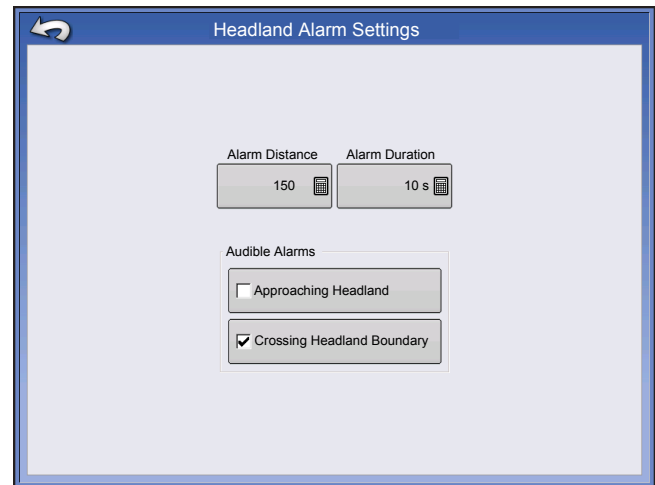 Headland Alarm Settings
Alarm Distance Alarm Duration
150 10 s
Audible Alarms
Approaching Headland
Crossing Headland Boundary